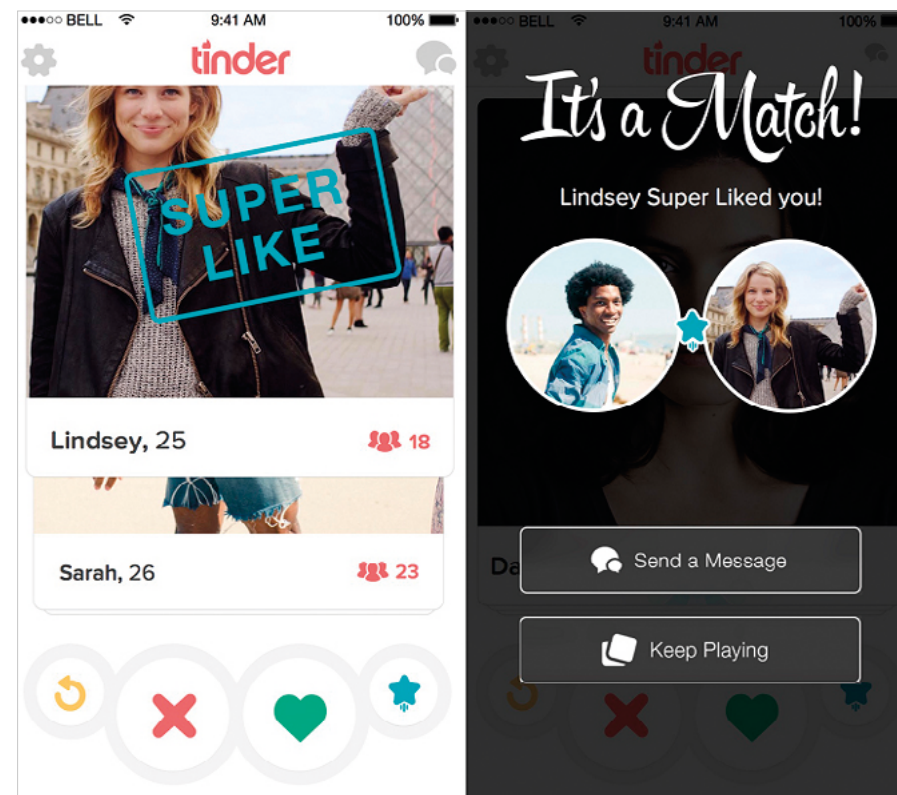 ●●●○○ BELL 9:41 AM 100%
tinder
SUPER
LIKE
Lindsey, 25
18
Sarah, 26
23
●●●○○ BELL 9:41 AM 100%
tinder
It's a Match!
Lindsey Super Liked you!
Da
Send a Message
Keep Playing